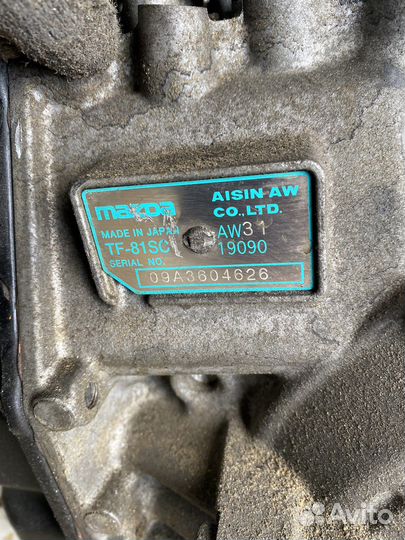 mazda
AISIN AW
CO., LTD.
MADE IN JAPAN
AW31
TF-81SC
19090
SERIAL NO.
09A3604626
Avito